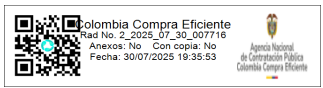 Colombia Compra Eficiente
Rad No. 2_2025_07_30_007716
Anexos: No Con copia: No
Fecha: 30/07/2025 19:35:53
Agencia Nacional
de Contratación Pública
Colombia Compra Eficiente